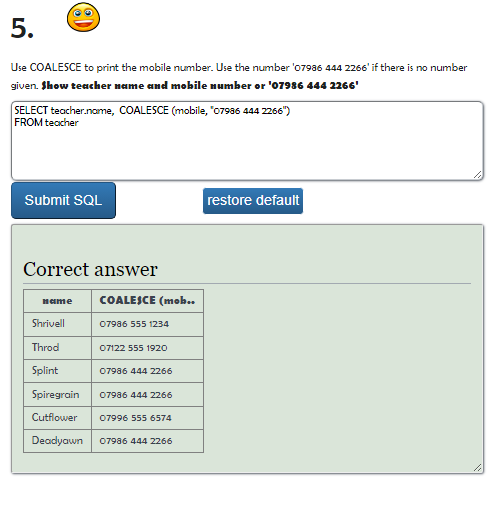 5.
Use COALESCE to print the mobile number. Use the number '07986 444 2266' if there is no number
given. Show teacher name and mobile number or '07986 444 2266'
SELECT teacher.name,  COALESCE (mobile, "07986 444 2266")
FROM teacher
Submit SQL restore default
Correct answer
name COALESCE (mob..
Shrivell 07986 555 1234
Throd 07122 555 1920
Splint 07986 444 2266
Spiregrain 07986 444 2266
Cutflower 07996 555 6574
Deadyawn 07986 444 2266